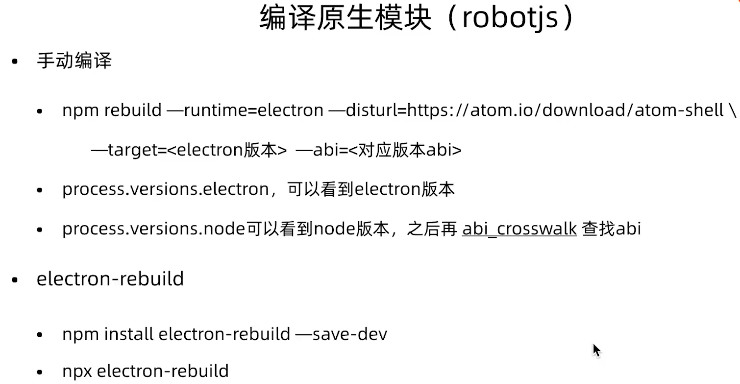 编译原生模块（robotjs）
• 手动编译
• npm rebuild —runtime=electron —disturl=https://atom.io/download/atom-shell \
—target=<electron版本> —abi=<对应版本abi>
• process.versions.electron，可以看到electron版本
• process.versions.node可以看到node版本，之后再 abi_crosswalk 查找abi
• electron-rebuild
• npm install electron-rebuild —save-dev
• npx electron-rebuild